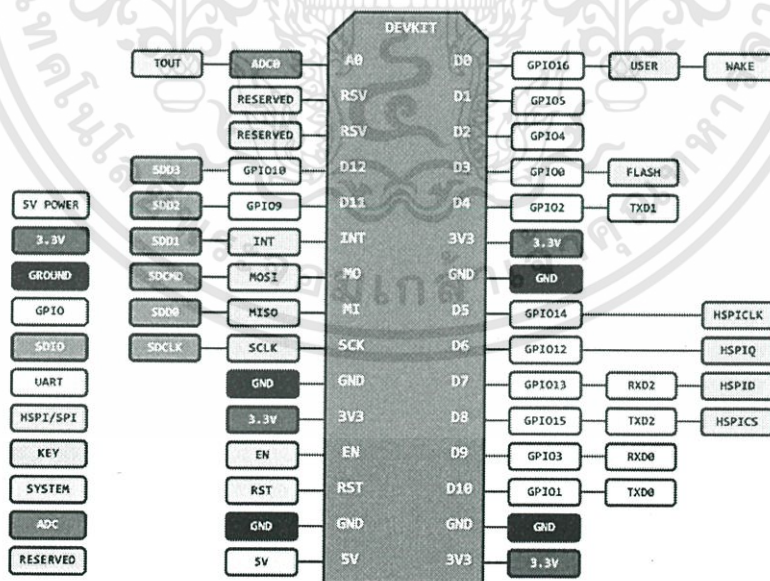 DEVKIT
TOUT ADC0 A0 D0 GPIO16 USER WAKE
RESERVED RSV D1 GPIO5
RESERVED RSV D2 GPIO4
SDD3 GPIO10 D12 D3 GPIO0 FLASH
5V POWER SDD2 GPIO9 D11 D4 GPIO2 TXD1
3.3V SDD1 INT INT 3V3 3.3V
GROUND SDCMD MOSI MO GND GND
GPIO SDD0 MISO MI D5 GPIO14 HSPICLK
SDIO SDCLK SCLK SCK D6 GPIO12 HSPIQ
UART GND GND D7 GPIO13 RXD2 HSPID
HSPI/SPI 3.3V 3V3 D8 GPIO15 TXD2 HSPICS
KEY EN EN D9 GPIO3 RXD0
SYSTEM RST RST D10 GPIO1 TXD0
ADC GND GND GND GND
RESERVED 5V 5V 3V3 3.3V